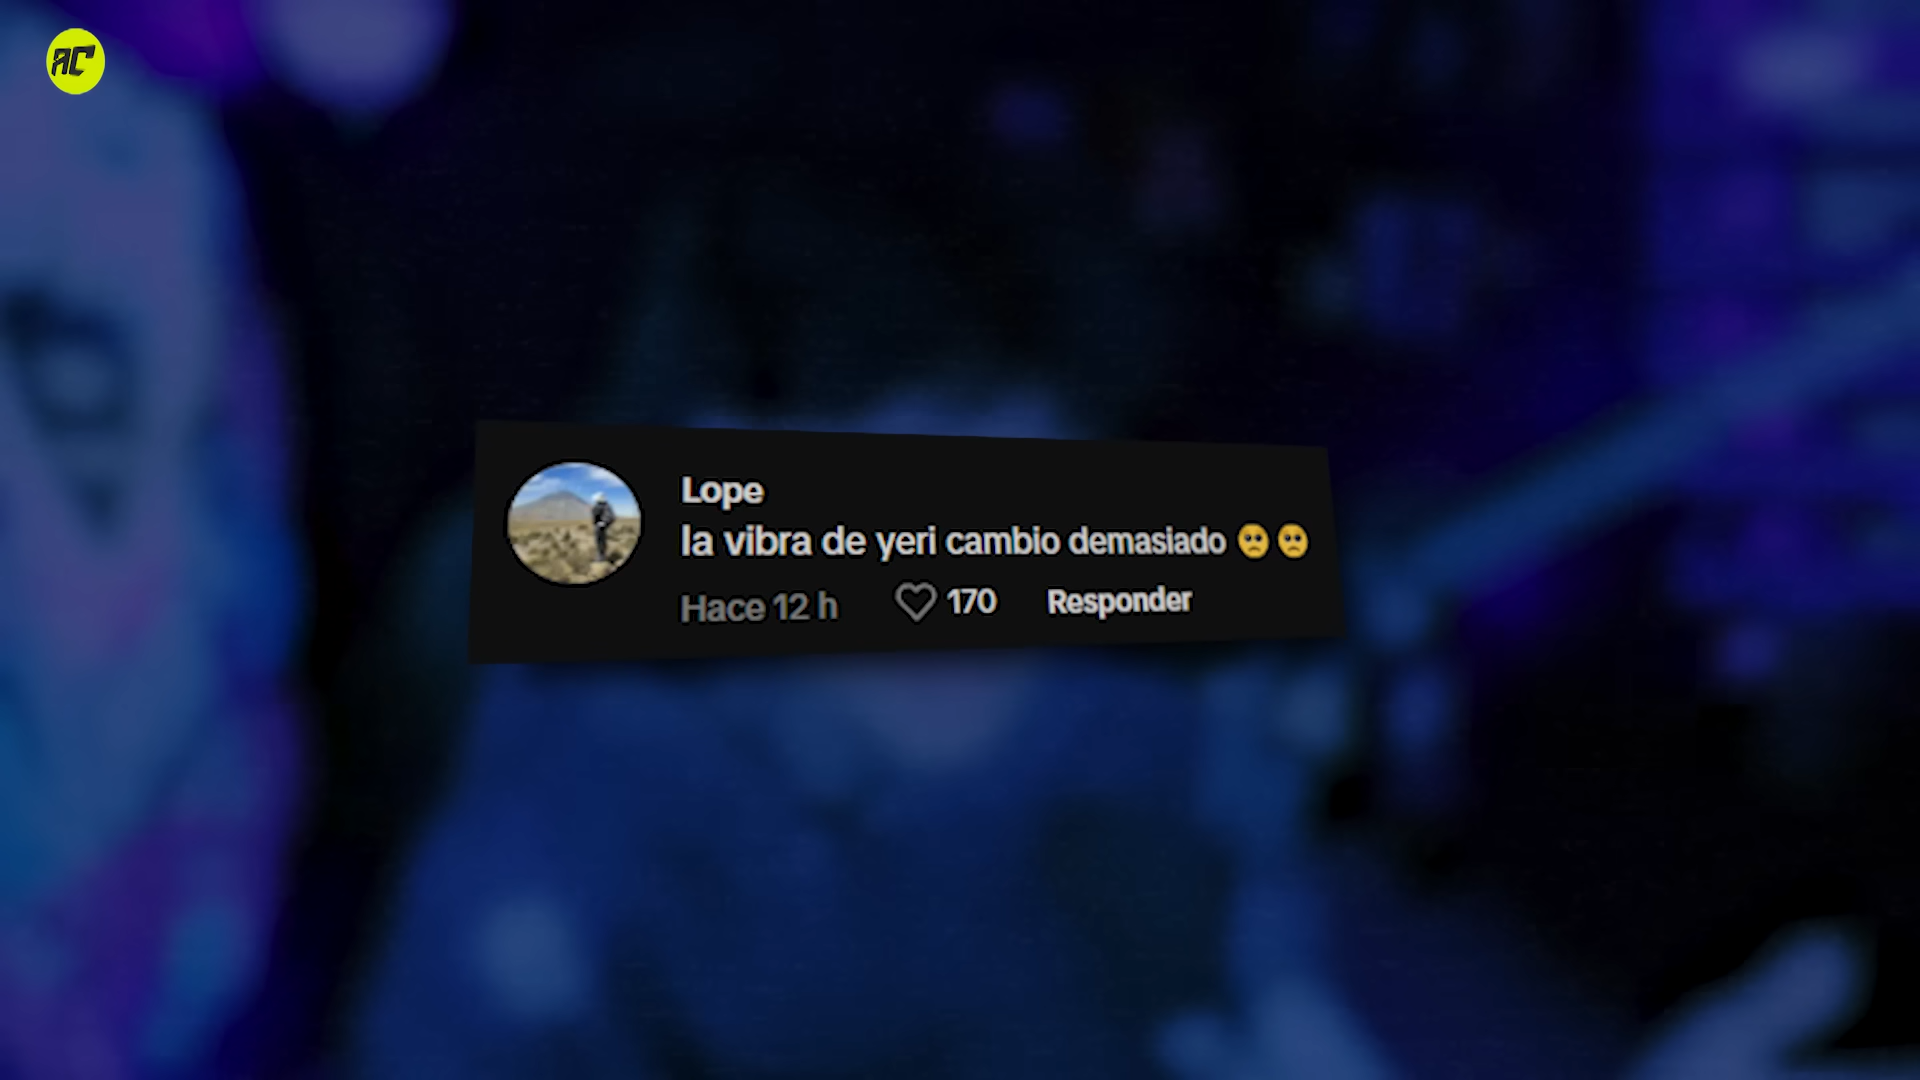 AC
Lope
la vibra de yeri cambio demasiado 🥺🥺
Hace 12 h 170 Responder